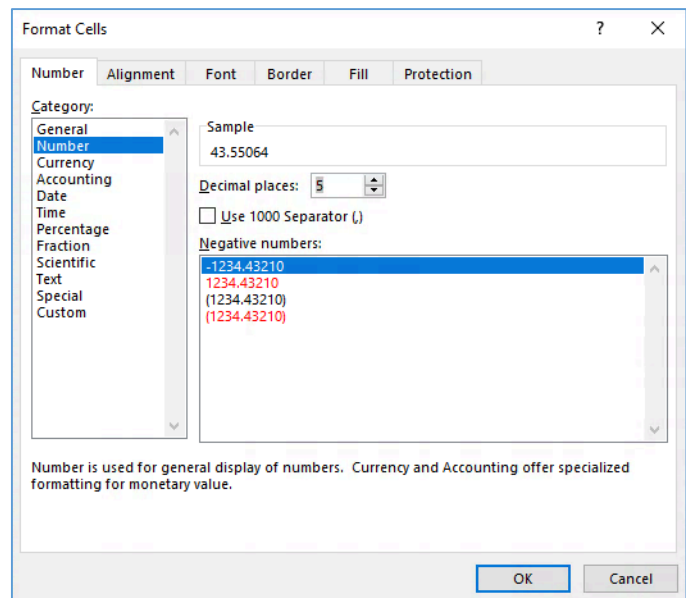 Format Cells ? ×
Number Alignment Font Border Fill Protection
Category:
General
Number
Currency
Accounting
Date
Time
Percentage
Fraction
Scientific
Text
Special
Custom
Sample
43.55064
Decimal places: 5
Use 1000 Separator (,)
Negative numbers:
-1234.43210
1234.43210
(1234.43210)
(1234.43210)
Number is used for general display of numbers. Currency and Accounting offer specialized
formatting for monetary value.
OK Cancel